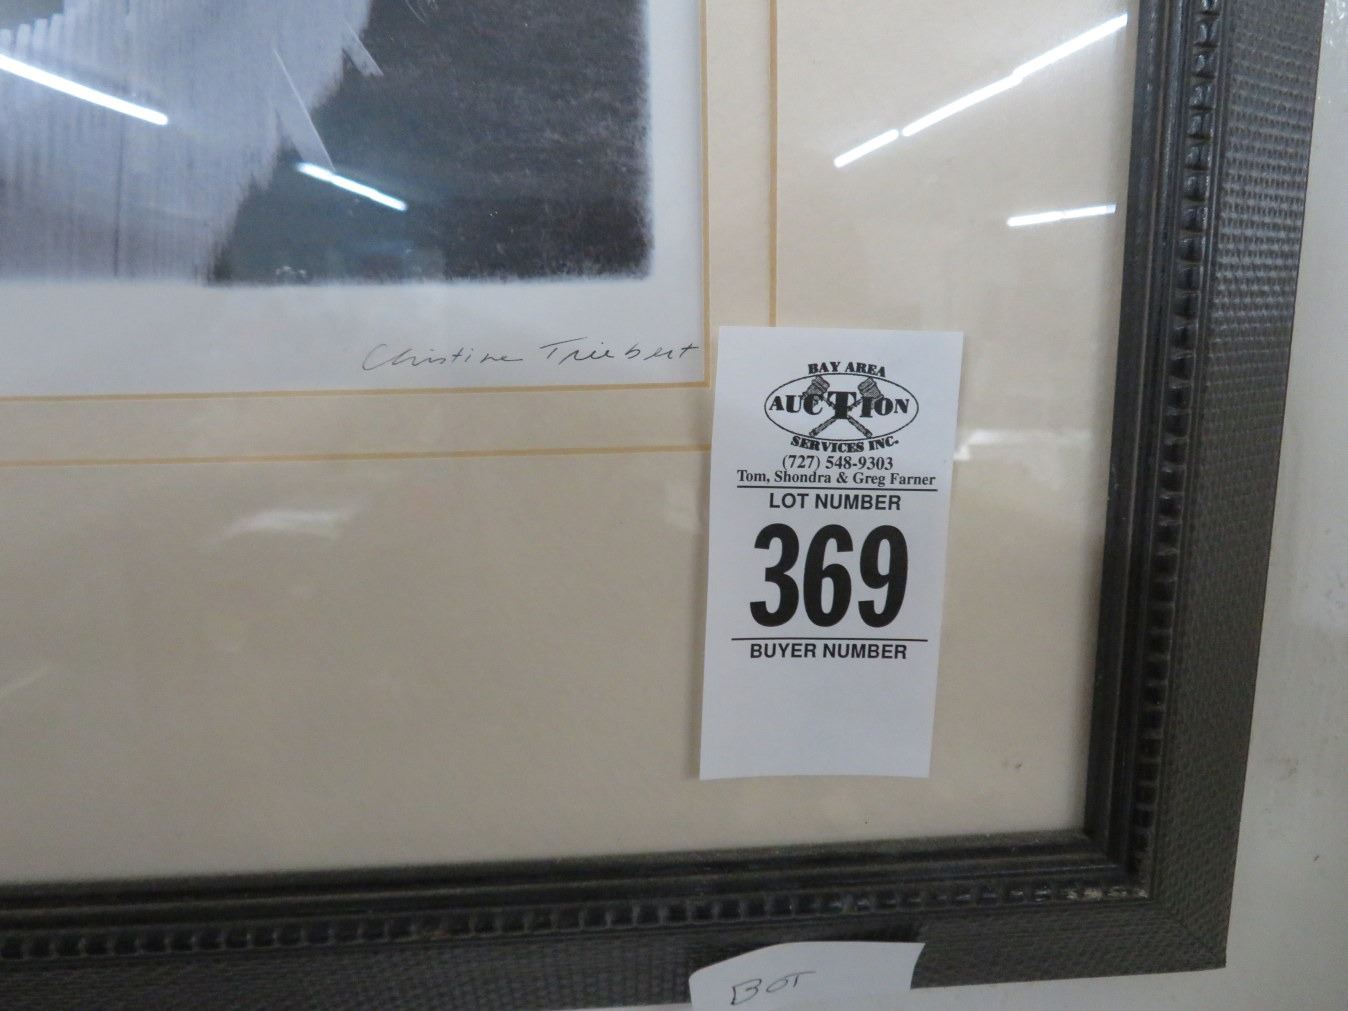 Christine Triebert
BAY AREA
AUCTION
SERVICES INC.
(727) 548-9303
Tom, Shondra & Greg Farner
LOT NUMBER
369
BUYER NUMBER
BOT